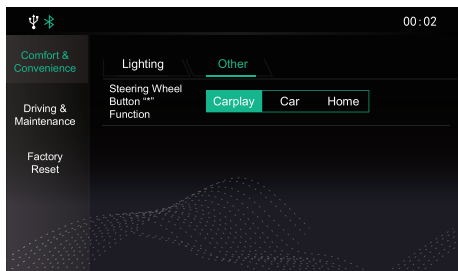 00:02
Comfort &
Convenience
Driving &
Maintenance
Factory
Reset
Lighting
Other
Steering Wheel
Button "*"
Function
Carplay
Car
Home